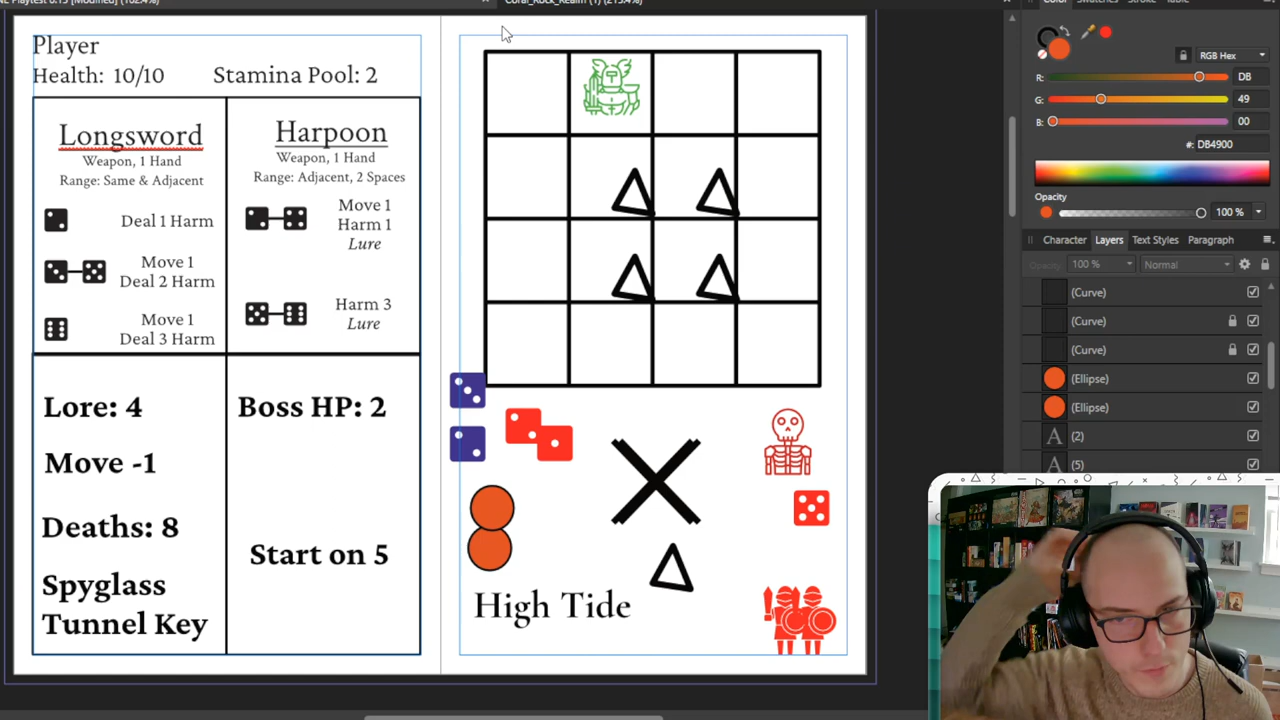 Player
Health: 10/10
Stamina Pool: 2
Longsword
Weapon, 1 Hand
Range: Same & Adjacent
Deal 1 Harm
Move 1
Deal 2 Harm
Move 1
Deal 3 Harm
Harpoon
Weapon, 1 Hand
Range: Adjacent, 2 Spaces
Move 1
Harm 1
Lure
Harm 3
Lure
Lore: 4
Move -1
Deaths: 8
Spyglass
Tunnel Key
Boss HP: 2
Start on 5
High Tide
RGB Hex
R:
DB
G:
49
B:
00
#: DB4900
Opacity
100 %
Character
Layers
Text Styles
Paragraph
Opacity:
100 %
Normal
(Curve)
(Curve)
(Curve)
(Ellipse)
(Ellipse)
A (2)
A (5)